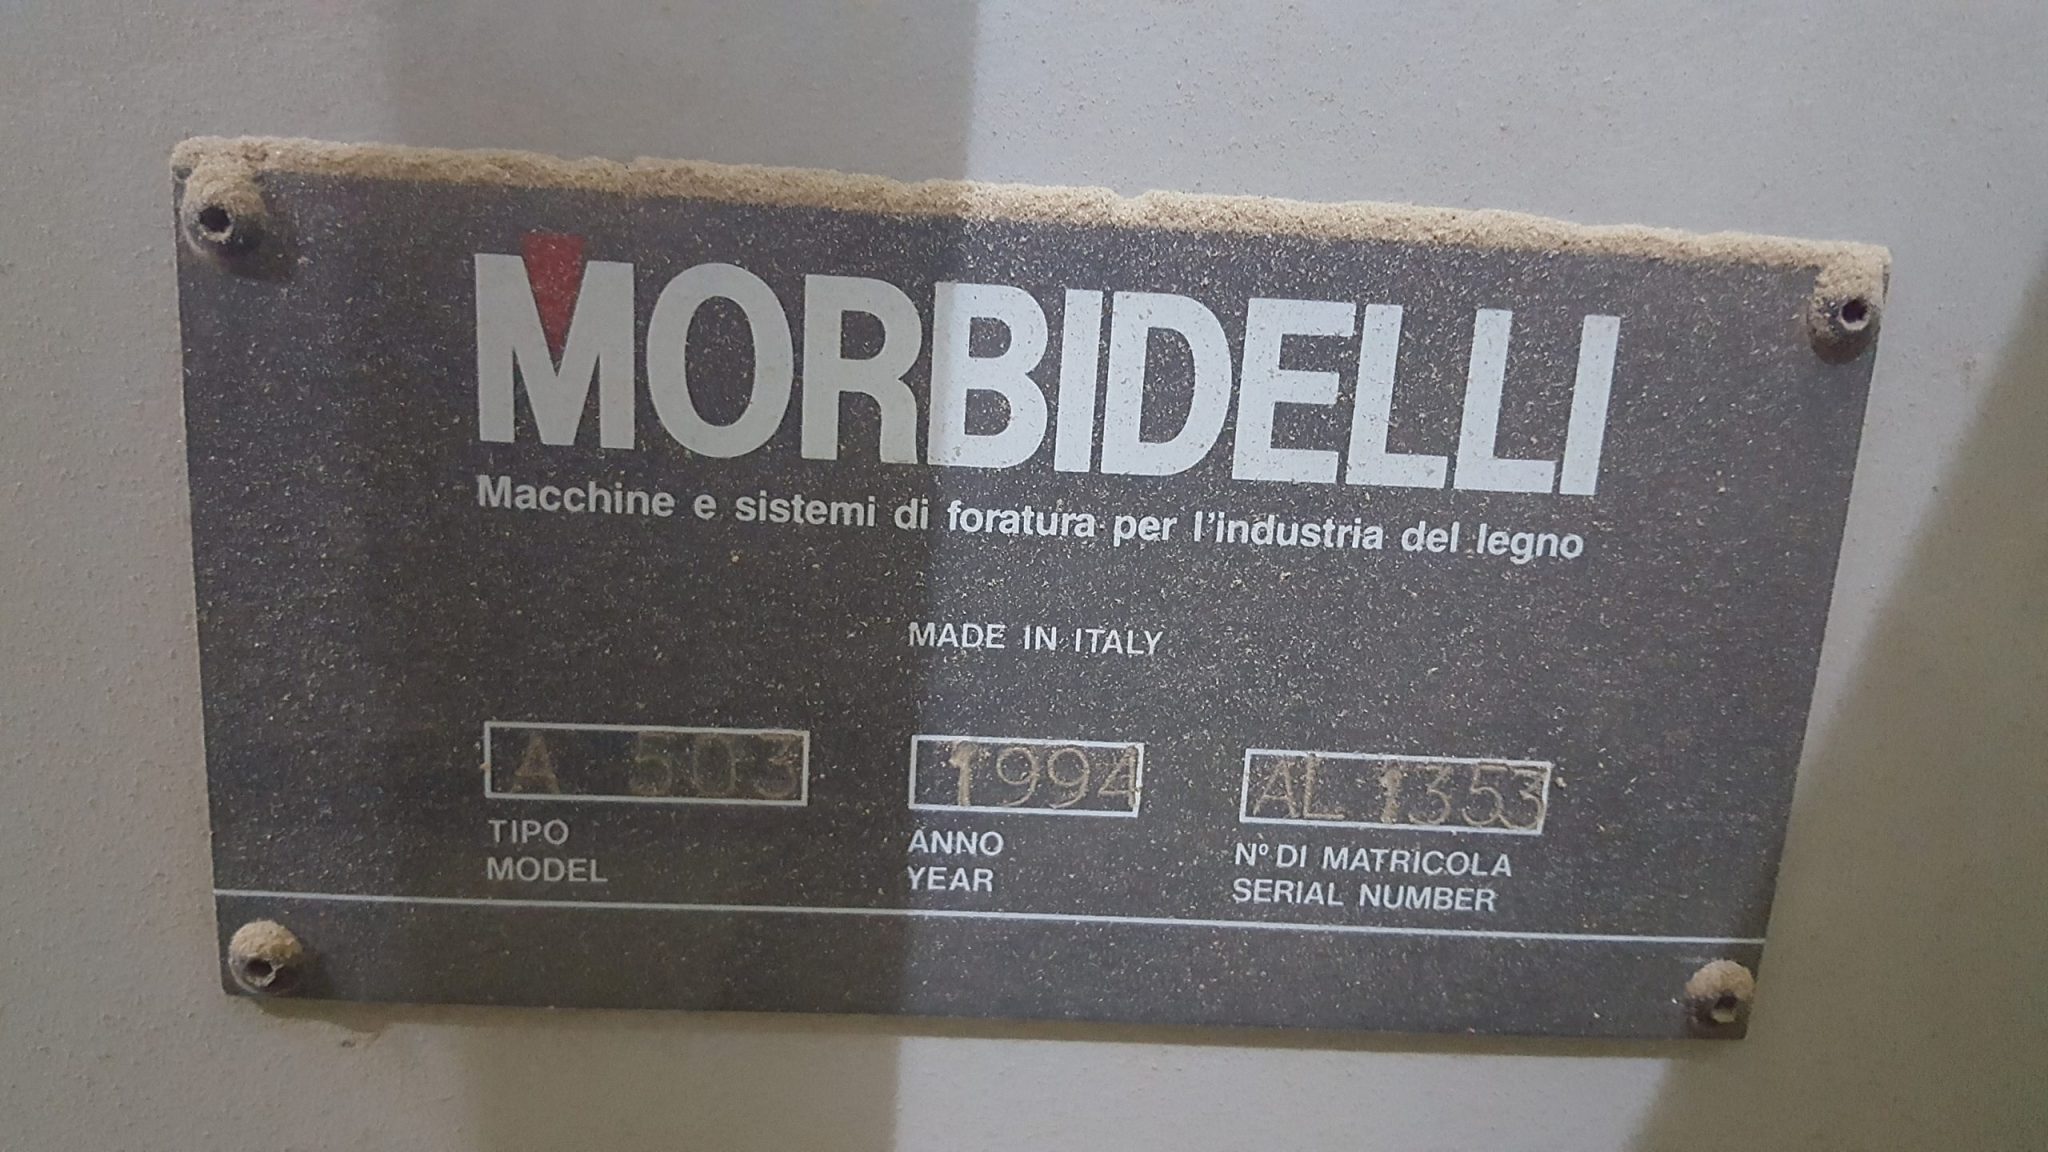 MORBIDELLI
Macchine e sistemi di foratura per l'industria del legno
MADE IN ITALY
A 503 1994 AL 1353
TIPO ANNO Nº DI MATRICOLA
MODEL YEAR SERIAL NUMBER